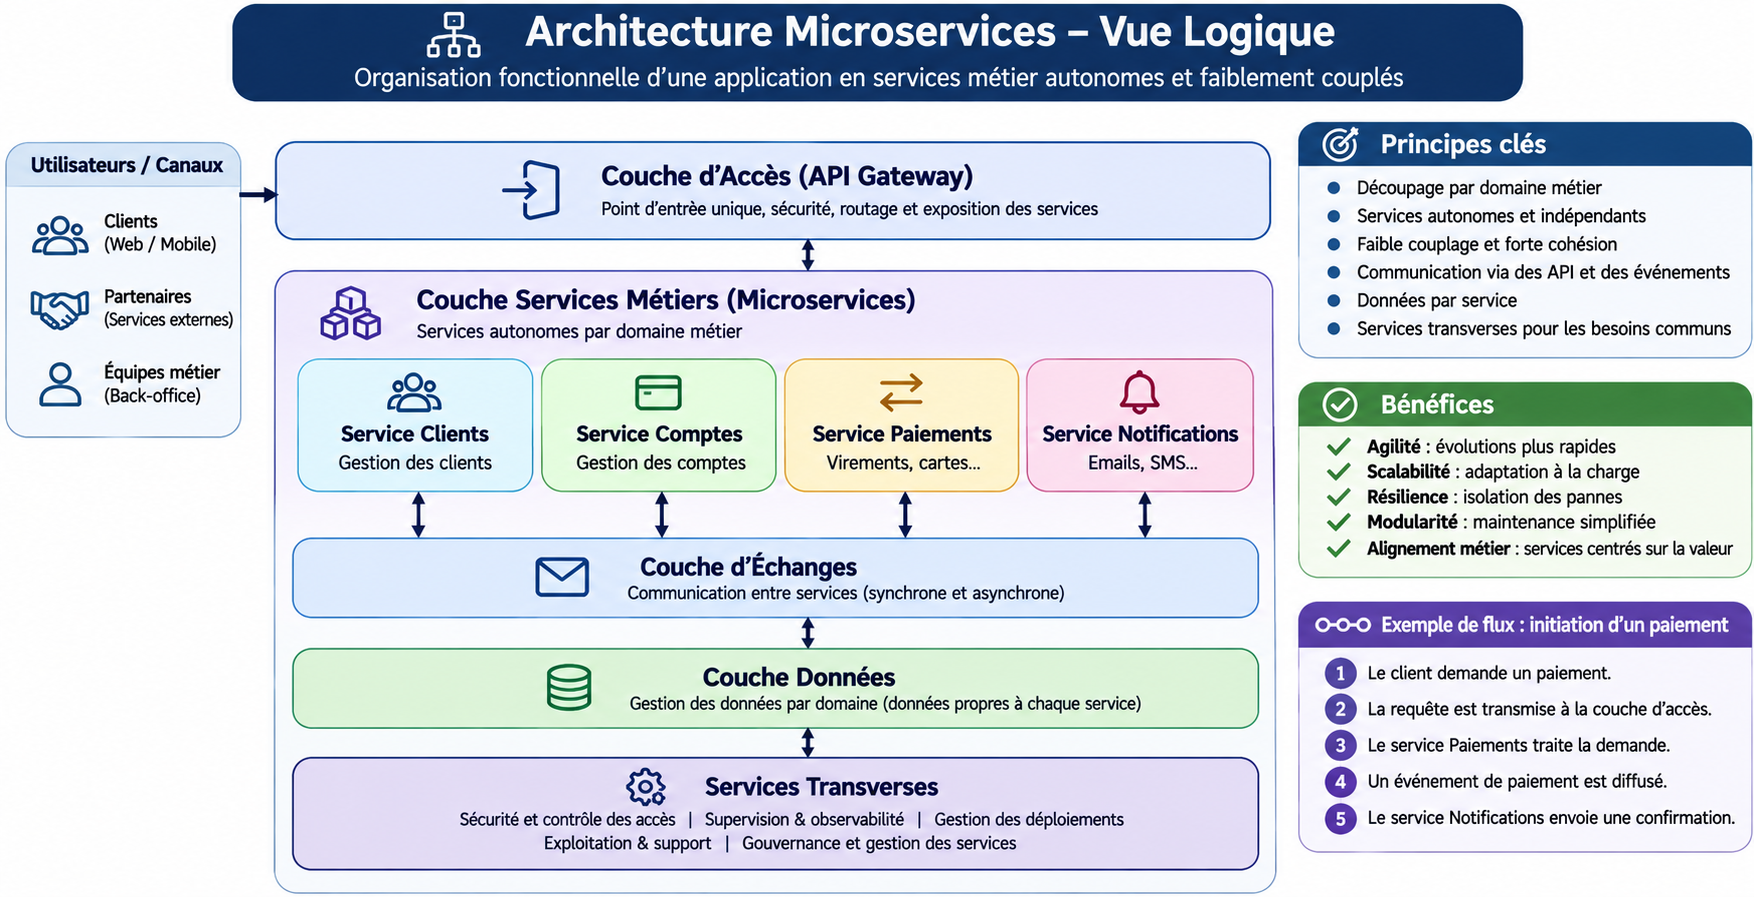 Architecture Microservices – Vue Logique
Organisation fonctionnelle d’une application en services métier autonomes et faiblement couplés
Utilisateurs / Canaux
Clients
(Web / Mobile)
Partenaires
(Services externes)
Équipes métier
(Back-office)
Couche d’Accès (API Gateway)
Point d’entrèe unique, sécurité, routage et exposition des services
Couche Services Métiers (Microservices)
Services autonomes par domaine métier
Service Clients
Gestion des clients
Service Comptes
Gestion des comptes
Service Paiements
Virements, cartes...
Service Notifications
Emails, SMS...
Couche d’Échanges
Communication entre services (synchrone et asynchrone)
Couche Données
Gestion des données par domaine (données propres à chaque service)
Services Transverses
Sécurité et contrôle des accès | Supervision & observabilité | Gestion des déploiements
Exploitation & support | Gouvernance et gestion des services
Principes clés
Découpage par domaine métier
Services autonomes et indépendants
Faible couplage et forte cohésion
Communication via des API et des événements
Données par service
Services transverses pour les besoins communs
Bénéfices
Agilité : évolutions plus rapides
Scalabilité : adaptation à la charge
Résilience : isolation des pannes
Modularité : maintenance simplifiée
Alignement métier : services centrés sur la valeur
Exemple de flux : initiation d’un paiement
1 Le client demande un paiement.
2 La requête est transmise à la couche d’accès.
3 Le service Paiements traite la demande.
4 Un événement de paiement est diffusé.
5 Le service Notifications envoie une confirmation.